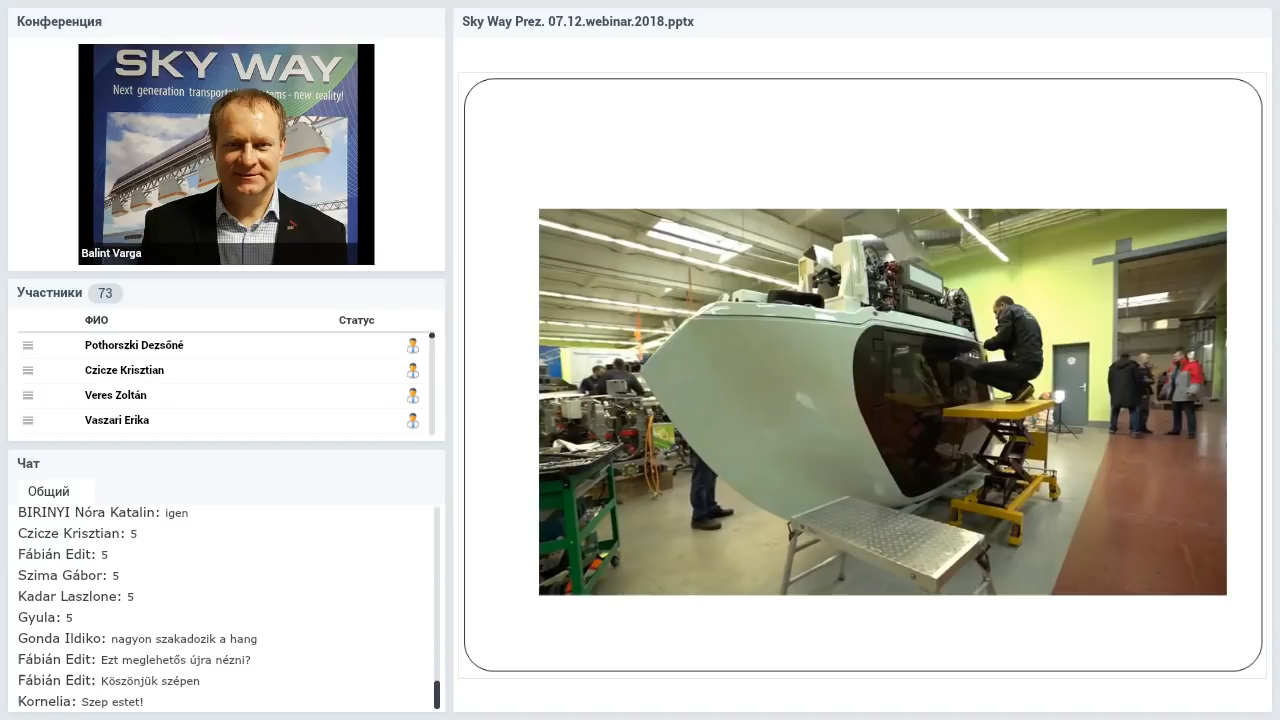 Конференция
SKY WAY
Next generation transportation systems - new reality!
Balint Varga
Участники 73
ФИО Статус
Pothorszki Dezsőné
Czicze Krisztian
Veres Zoltán
Vaszari Erika
Чат
Общий
BIRINYI Nóra Katalin: igen
Czicze Krisztian: 5
Fábián Edit: 5
Szima Gábor: 5
Kadar Laszlone: 5
Gyula: 5
Gonda Ildiko: nagyon szakadozik a hang
Fábián Edit: Ezt meglehetős újra nézni?
Fábián Edit: Köszönjük szépen
Kornelia: Szep estet!
Sky Way Prez. 07.12.webinar.2018.pptx